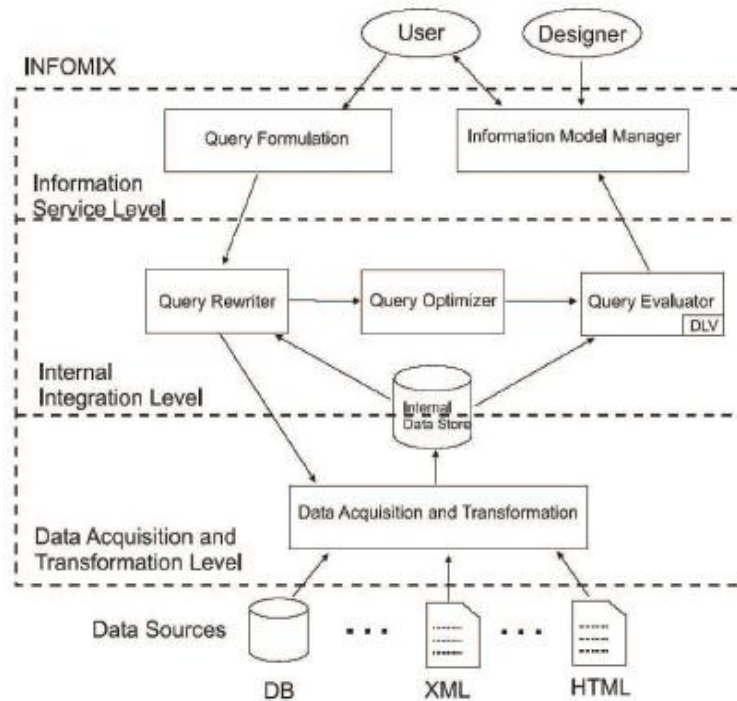 User
Designer
INFOMIX
Query Formulation
Information Model Manager
Information
Service Level
Query Rewriter
Query Optimizer
Query Evaluator
DLV
Internal
Integration Level
Internal
Data Store
Data Acquisition and Transformation
Data Acquisition and
Transformation Level
Data Sources
DB
XML
HTML